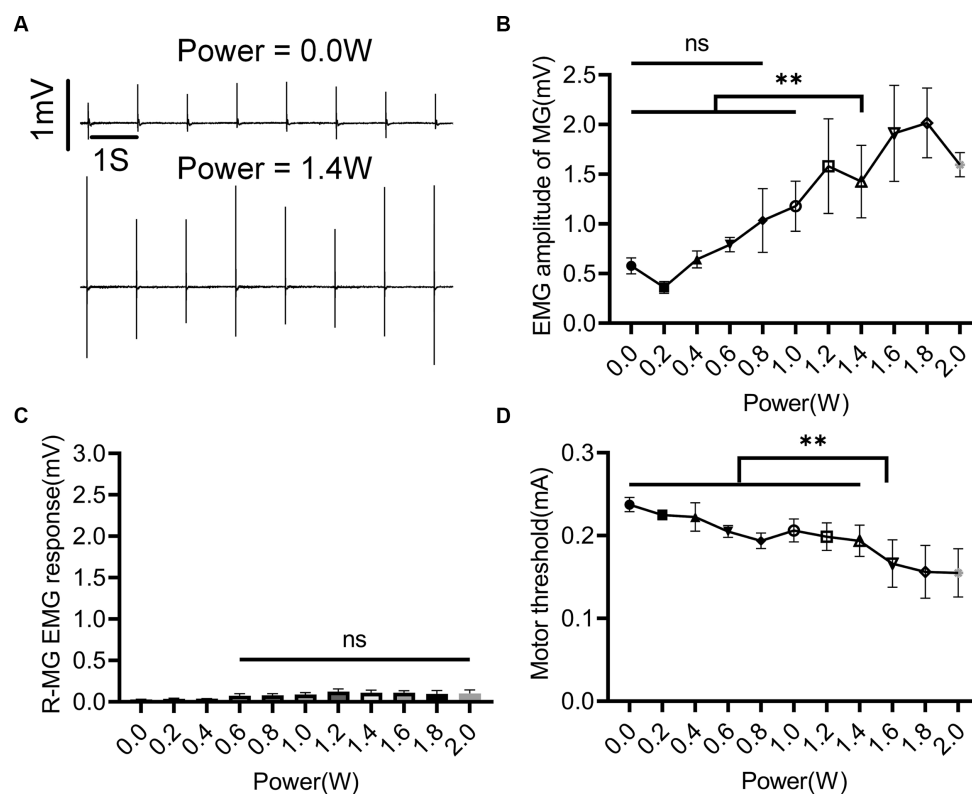 A
Power = 0.0W
1mV
1S
Power = 1.4W
B
ns
**
EMG amplitude of MG(mV)
2.5
2.0
1.5
1.0
0.5
0.0
0.0 0.2 0.4 0.6 0.8 1.0 1.2 1.4 1.6 1.8 2.0
Power(W)
C
R-MG EMG response(mV)
3.0
2.5
2.0
1.5
1.0
0.5
0.0
ns
0.0 0.2 0.4 0.6 0.8 1.0 1.2 1.4 1.6 1.8 2.0
Power(W)
D
**
Motor threshold(mA)
0.3
0.2
0.1
0.0
0.0 0.2 0.4 0.6 0.8 1.0 1.2 1.4 1.6 1.8 2.0
Power(W)